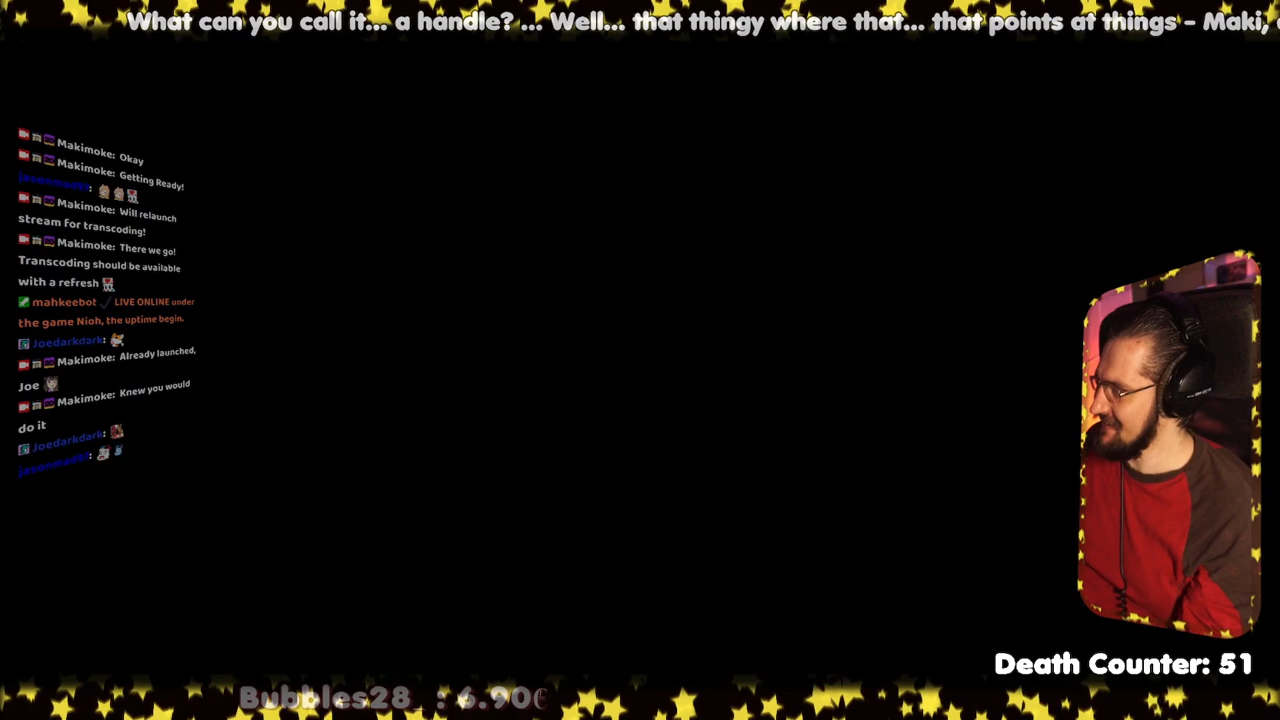 What can you call it... a handle? ... Well... that thingy where that... that points at things - Maki,
Makimoke: Okay
Makimoke: Getting Ready!
Makimoke: Will relaunch
stream for transcoding!
Makimoke: There we go!
Transcoding should be available
with a refresh
mahkeebot LIVE ONLINE under
the game Nioh, the uptime begin.
Joedarkdark:
Makimoke: Already launched,
Joe
Makimoke: Knew you would
do it
Joedarkdark:
Death Counter: 51
Bubbles28_ : 6.90€